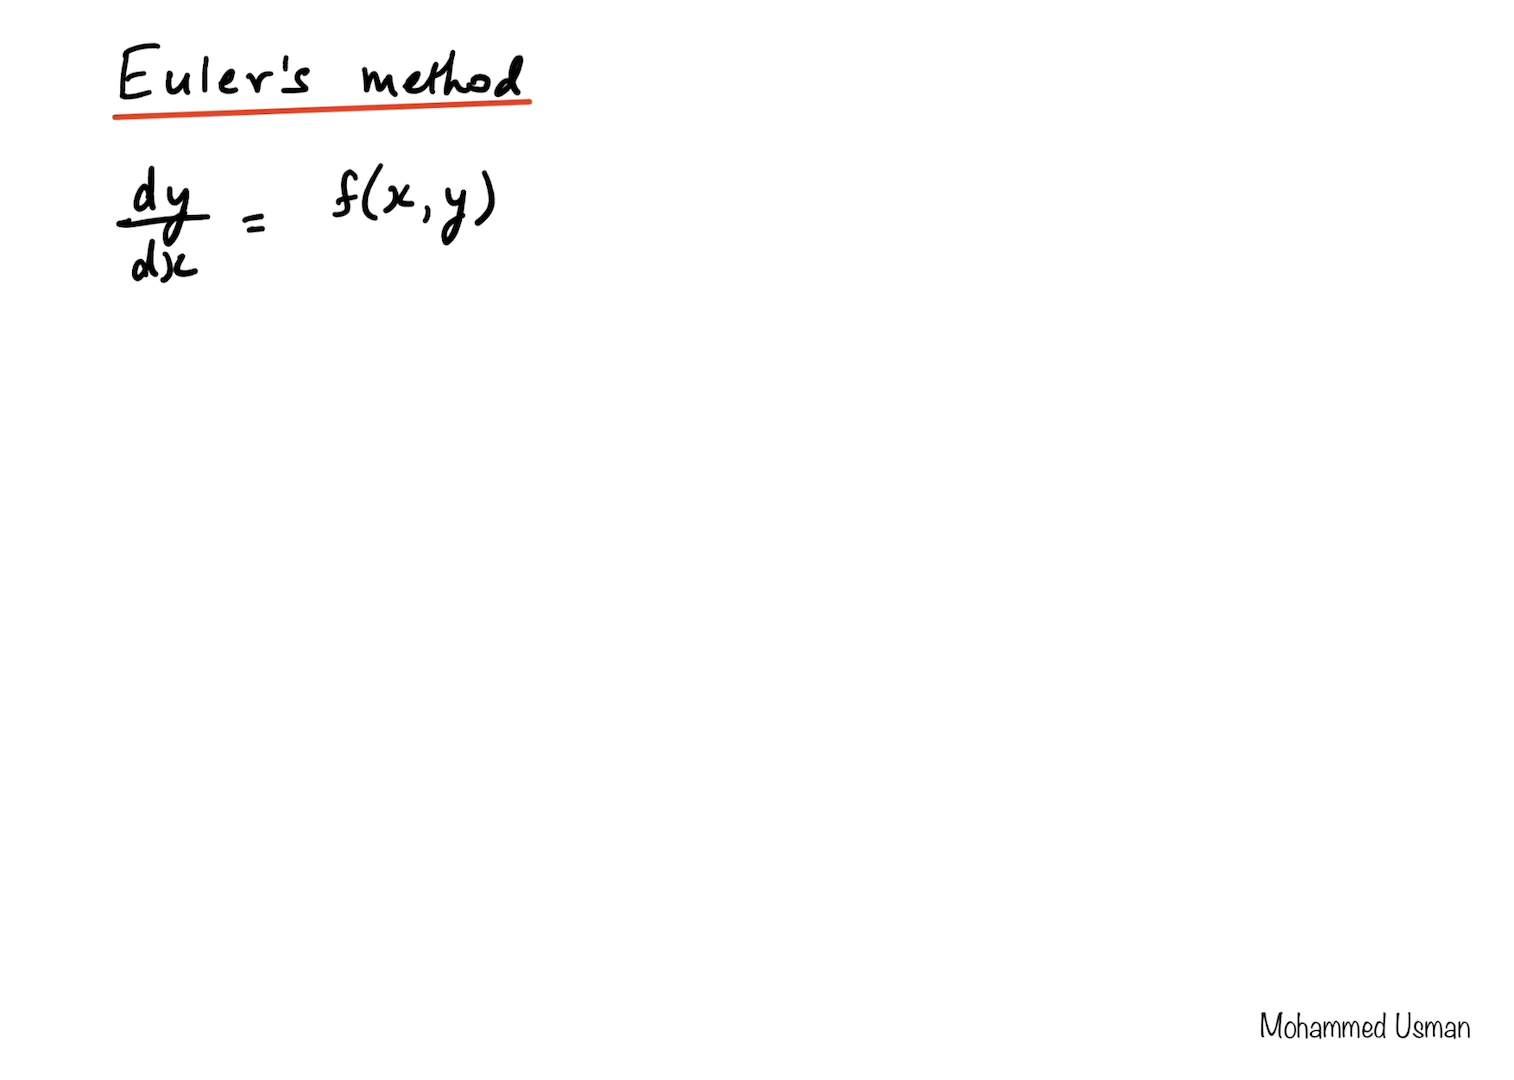 Euler's method
dy/dx = f(x, y)
Mohammed Usman